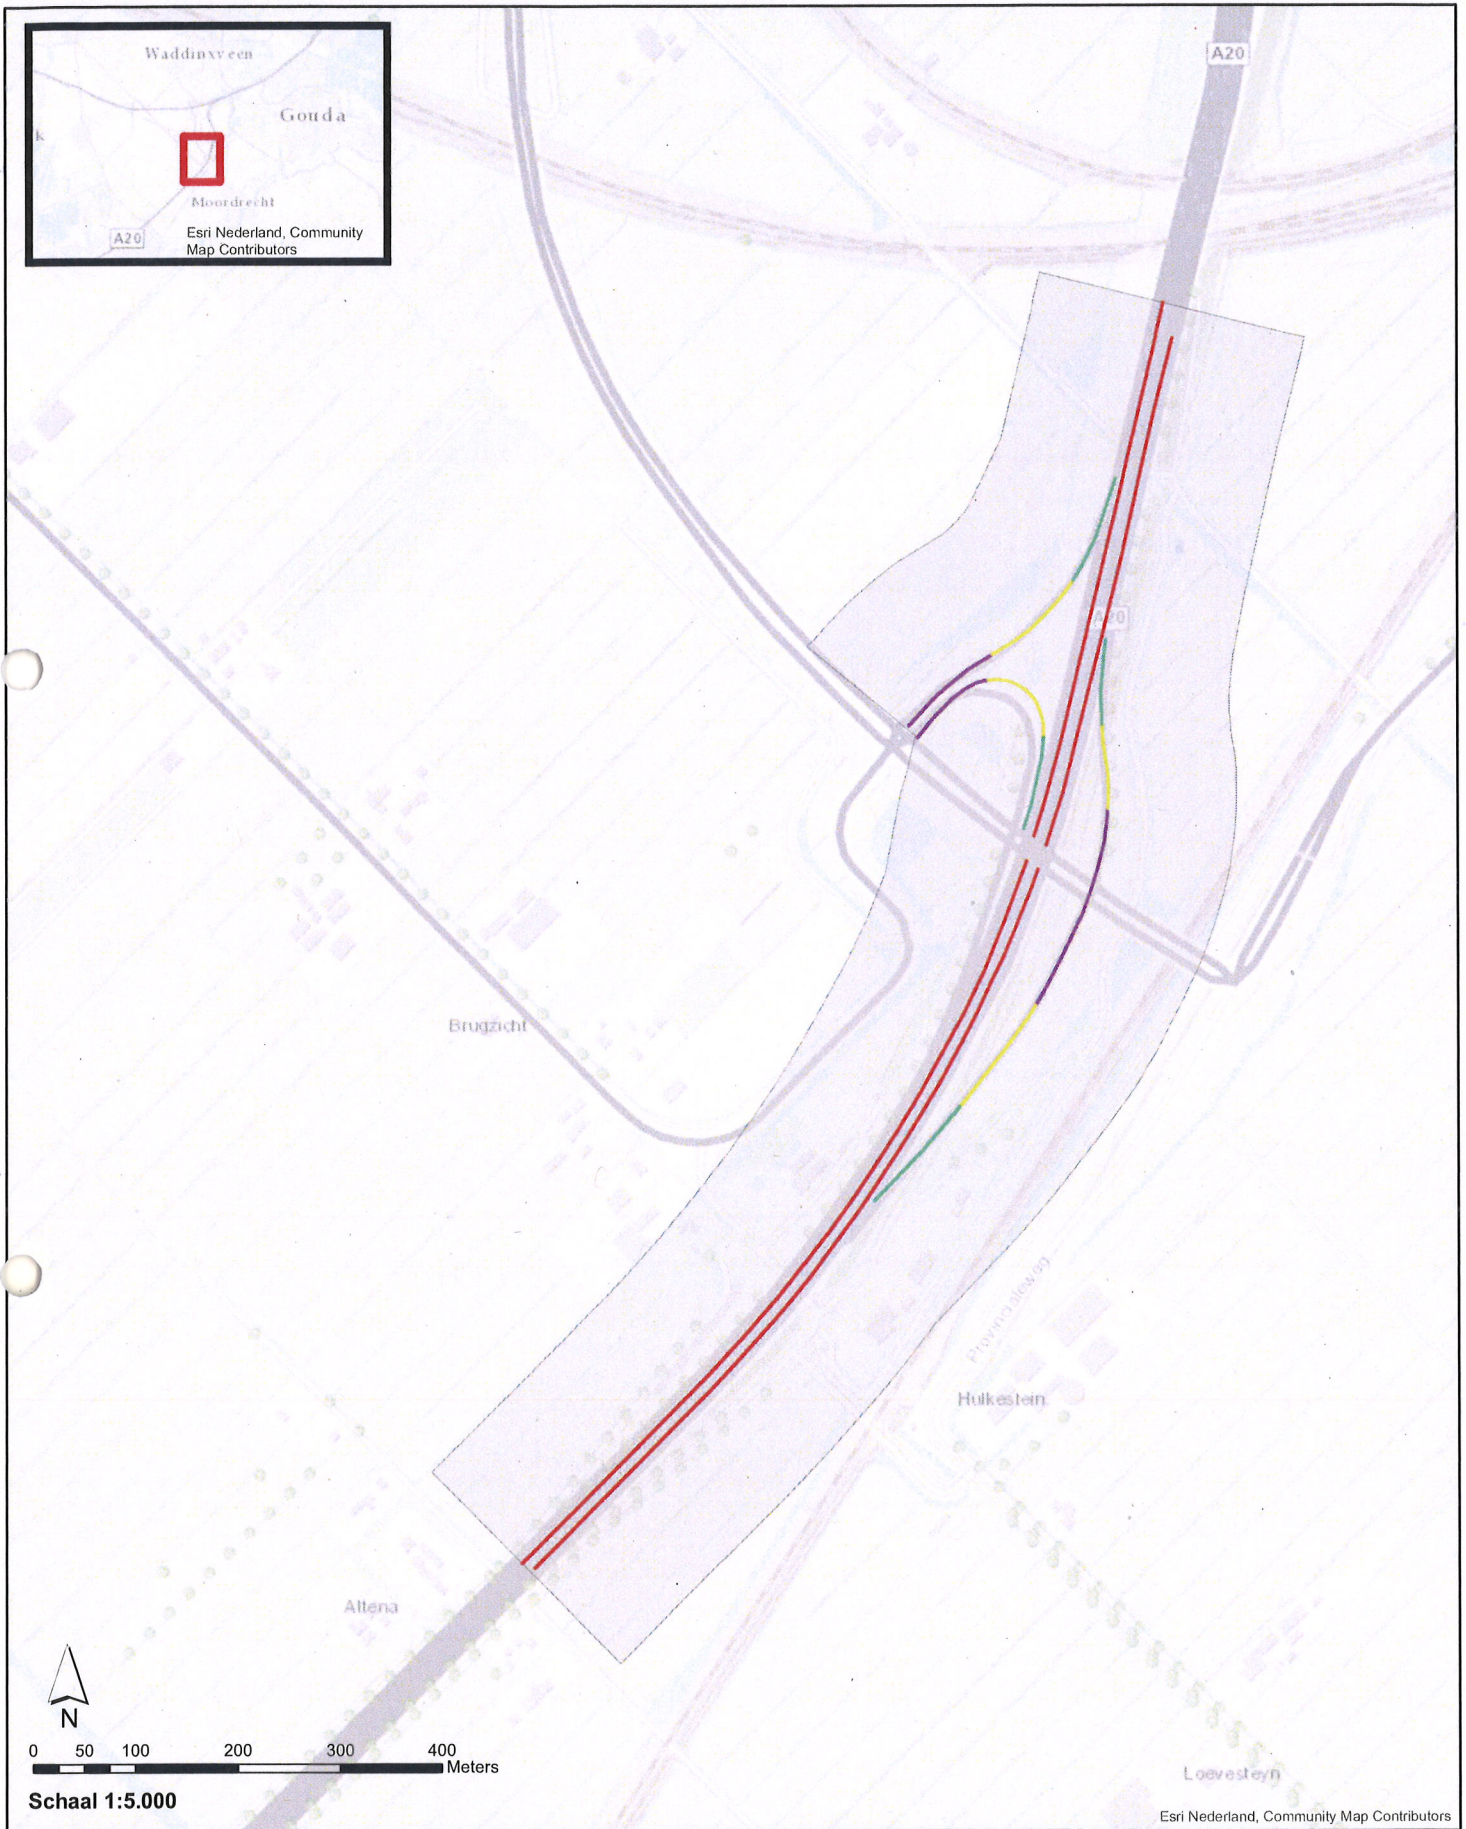 Waddinxveen
Gouda
k
Moordrecht
A20
Esri Nederland, Community
Map Contributors
A20
A20
Brugzicht
Provincialeweg
Hulkestein
Altena
N
0 50 100 200 300 400
Meters
Schaal 1:5.000
Loevesteyn
Esri Nederland, Community Map Contributors